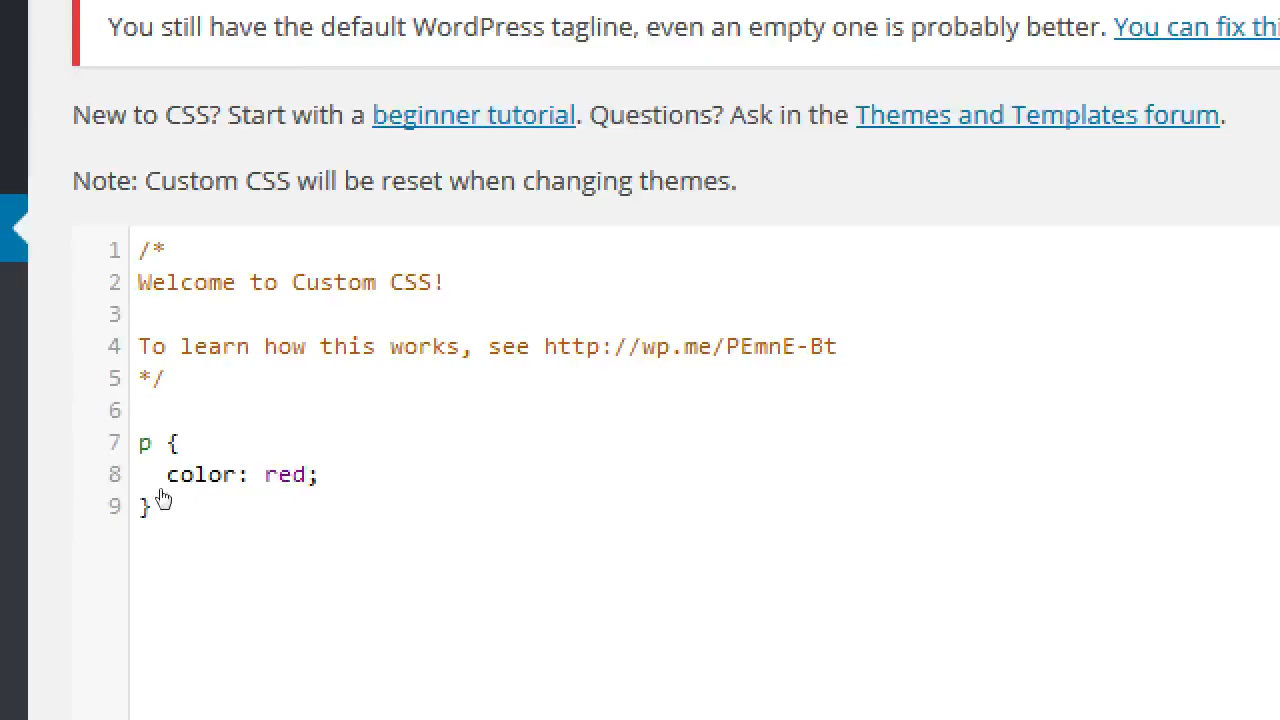 You still have the default WordPress tagline, even an empty one is probably better. You can fix thi
New to CSS? Start with a beginner tutorial. Questions? Ask in the Themes and Templates forum.
Note: Custom CSS will be reset when changing themes.
1 /*
2 Welcome to Custom CSS!
3
4 To learn how this works, see http://wp.me/PEmnE-Bt
5 */
6
7 p {
8   color: red;
9 }